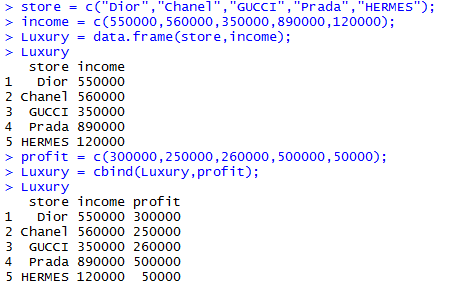 > store = c("Dior","Chanel","GUCCI","Prada","HERMES");
> income = c(550000,560000,350000,890000,120000);
> Luxury = data.frame(store,income);
> Luxury
   store income
1   Dior 550000
2 Chanel 560000
3  GUCCI 350000
4  Prada 890000
5 HERMES 120000
> profit = c(300000,250000,260000,500000,50000);
> Luxury = cbind(Luxury,profit);
> Luxury
   store income profit
1   Dior 550000 300000
2 Chanel 560000 250000
3  GUCCI 350000 260000
4  Prada 890000 500000
5 HERMES 120000  50000